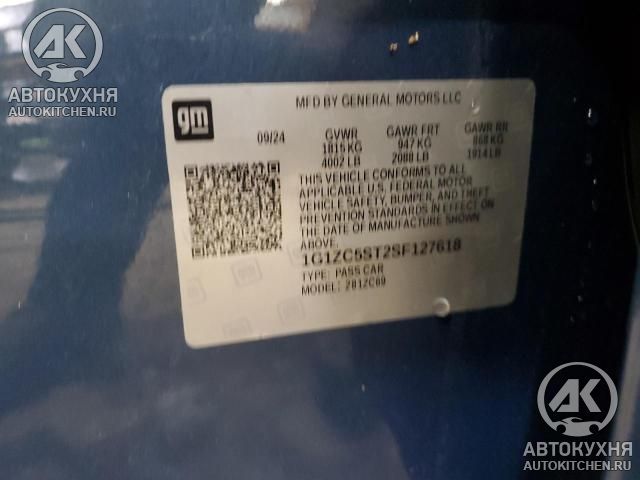 AK
АВТОКУХНЯ
AUTOKITCHEN.RU
gm
MFD BY GENERAL MOTORS LLC
09/24 GVWR GAWR FRT GAWR RR
1815 KG 947 KG 868 KG
4002 LB 2088 LB 1914 LB
THIS VEHICLE CONFORMS TO ALL
APPLICABLE U.S. FEDERAL MOTOR
VEHICLE SAFETY, BUMPER, AND THEFT
PREVENTION STANDARDS IN EFFECT ON
THE DATE OF MANUFACTURE SHOWN
ABOVE.
1G1ZC5ST2SF127618
TYPE: PASS CAR
MODEL: 2B1ZC69
AK
АВТОКУХНЯ
AUTOKITCHEN.RU